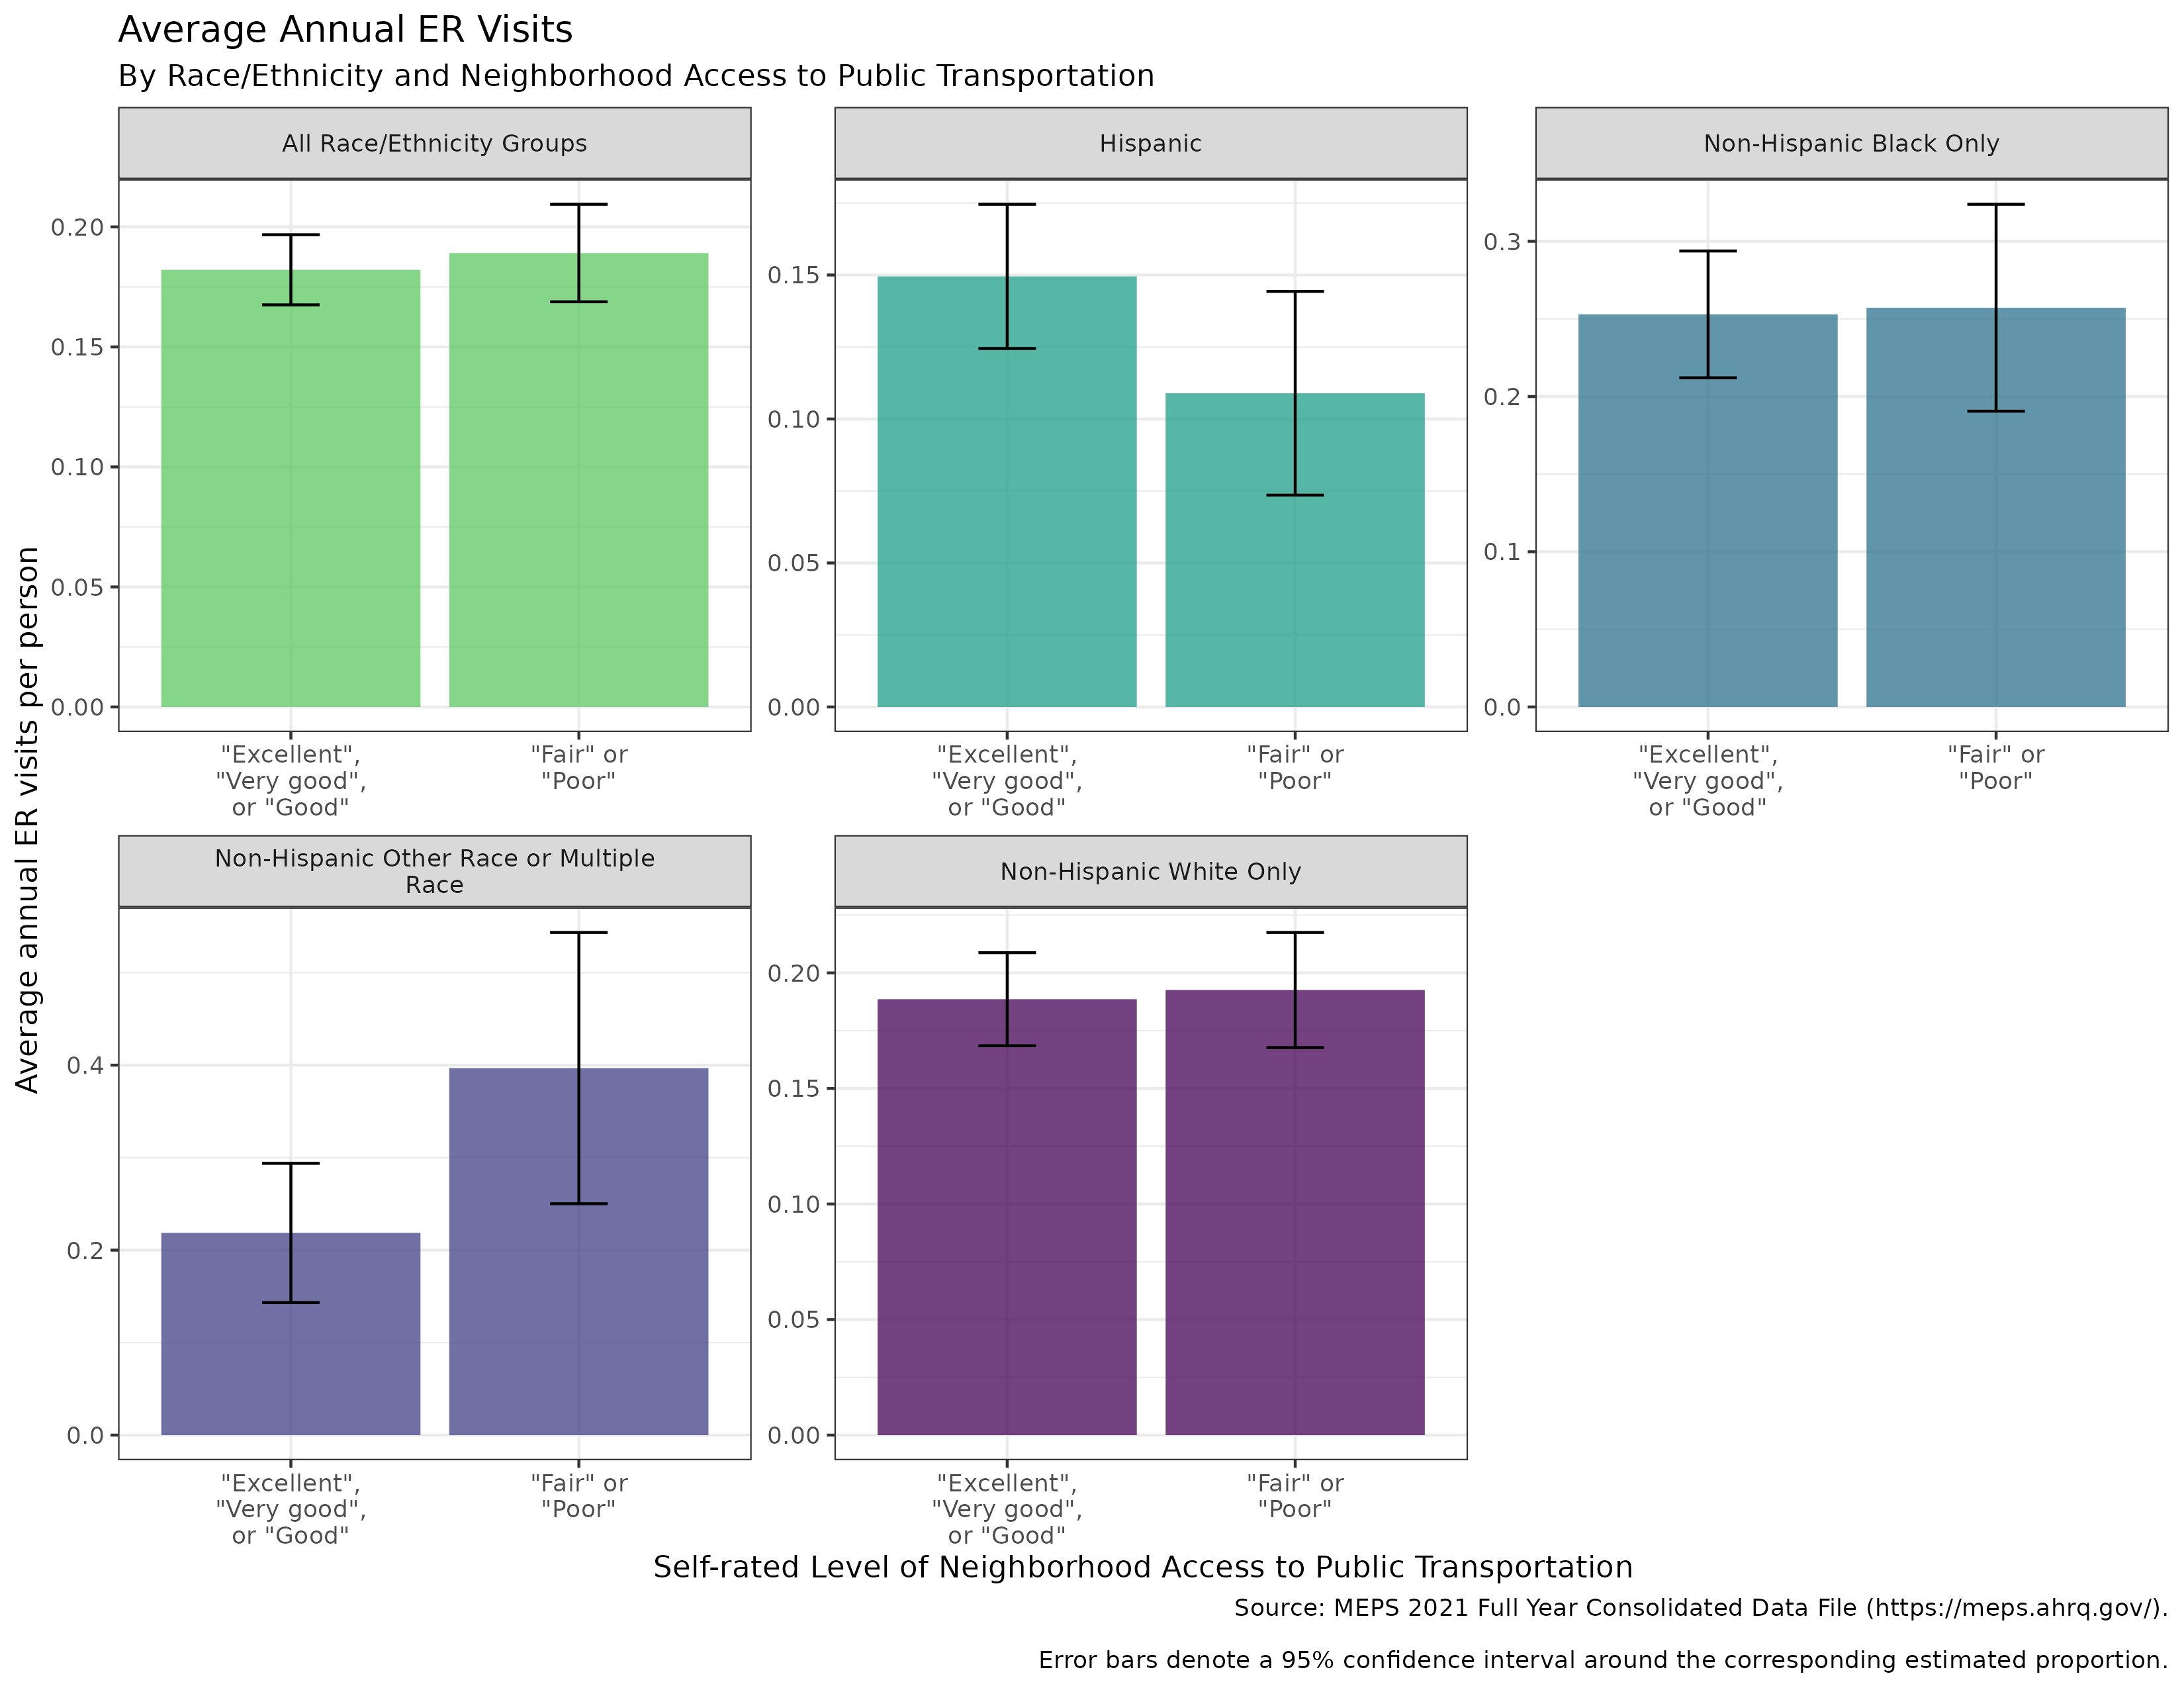 Average Annual ER Visits
By Race/Ethnicity and Neighborhood Access to Public Transportation
Average annual ER visits per person
All Race/Ethnicity Groups
0.20
0.15
0.10
0.05
0.00
"Excellent",
"Very good",
or "Good"
"Fair" or
"Poor"
Hispanic
0.15
0.10
0.05
0.00
"Excellent",
"Very good",
or "Good"
"Fair" or
"Poor"
Non-Hispanic Black Only
0.3
0.2
0.1
0.0
"Excellent",
"Very good",
or "Good"
"Fair" or
"Poor"
Non-Hispanic Other Race or Multiple
Race
0.4
0.2
0.0
"Excellent",
"Very good",
or "Good"
"Fair" or
"Poor"
Non-Hispanic White Only
0.20
0.15
0.10
0.05
0.00
"Excellent",
"Very good",
or "Good"
"Fair" or
"Poor"
Self-rated Level of Neighborhood Access to Public Transportation
Source: MEPS 2021 Full Year Consolidated Data File (https://meps.ahrq.gov/).
Error bars denote a 95% confidence interval around the corresponding estimated proportion.